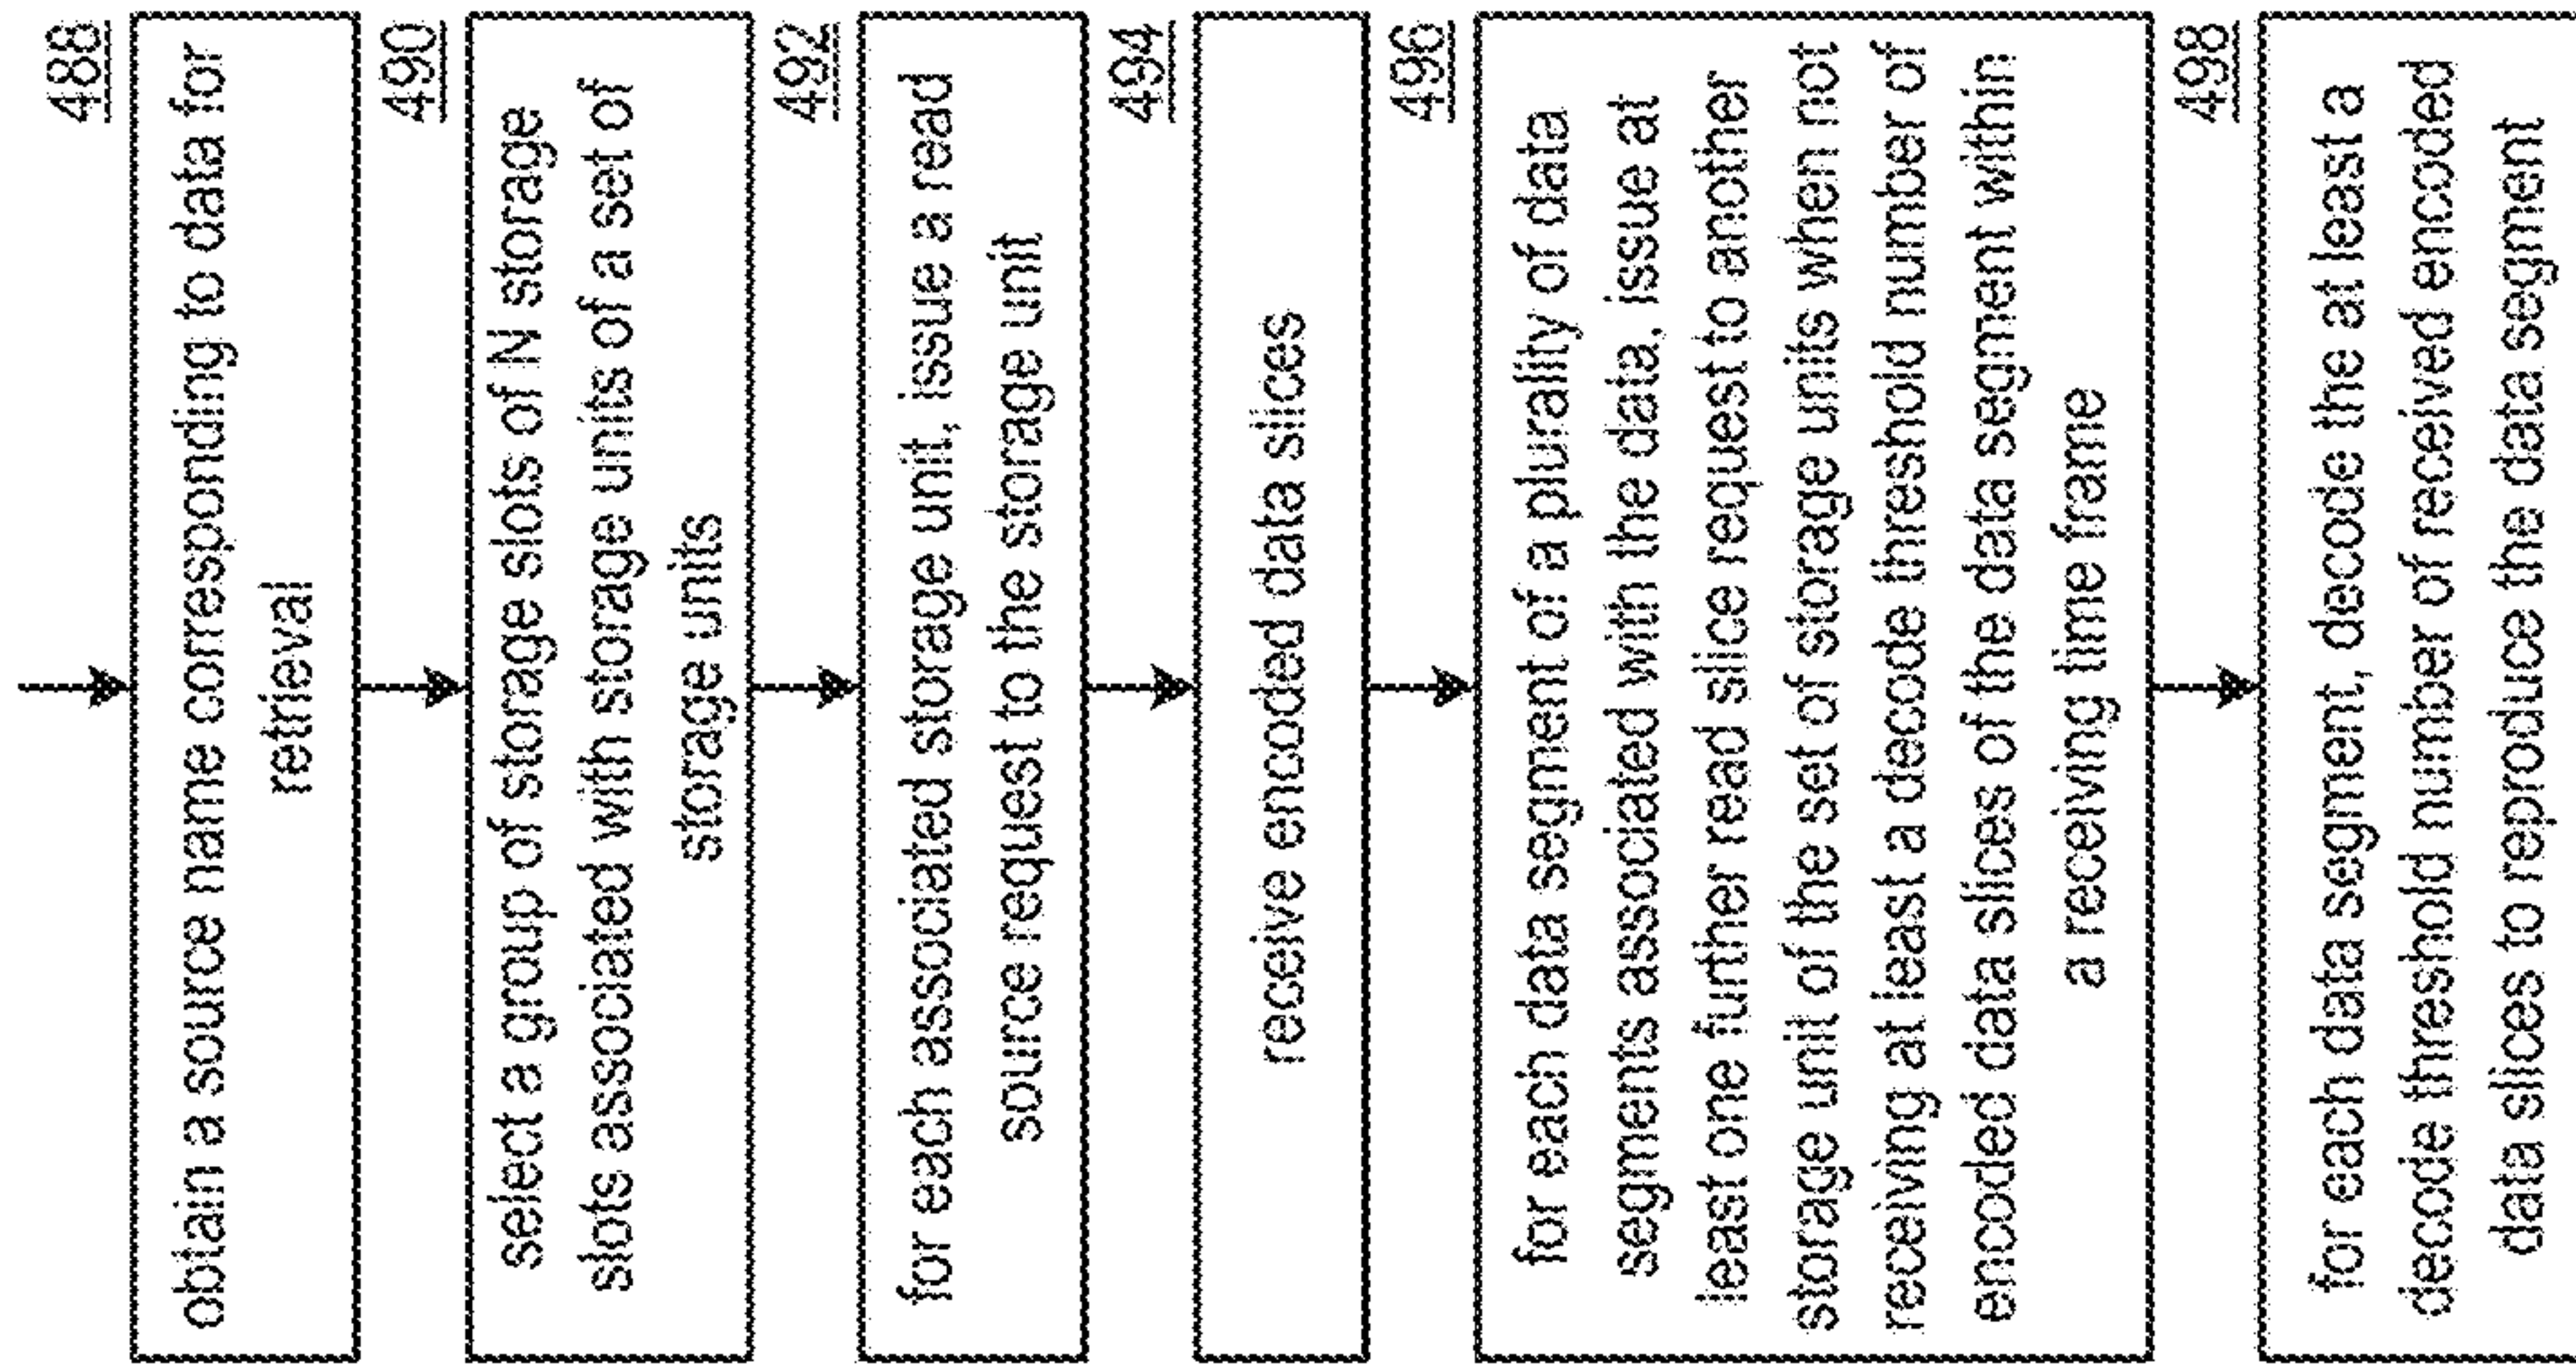 488
obtain a source name corresponding to data for
retrieval
490
select a group of storage slots of N storage
slots associated with storage units of a set of
storage units
492
for each associated storage unit, issue a read
source request to the storage unit
494
receive encoded data slices
496
for each data segment of a plurality of data
segments associated with the data, issue at
least one further read slice request to another
storage unit of the set of storage units when not
receiving at least a decode threshold number of
encoded data slices of the data segment within
a receiving time frame
498
for each data segment, decode the at least a
decode threshold number of received encoded
data slices to reproduce the data segment